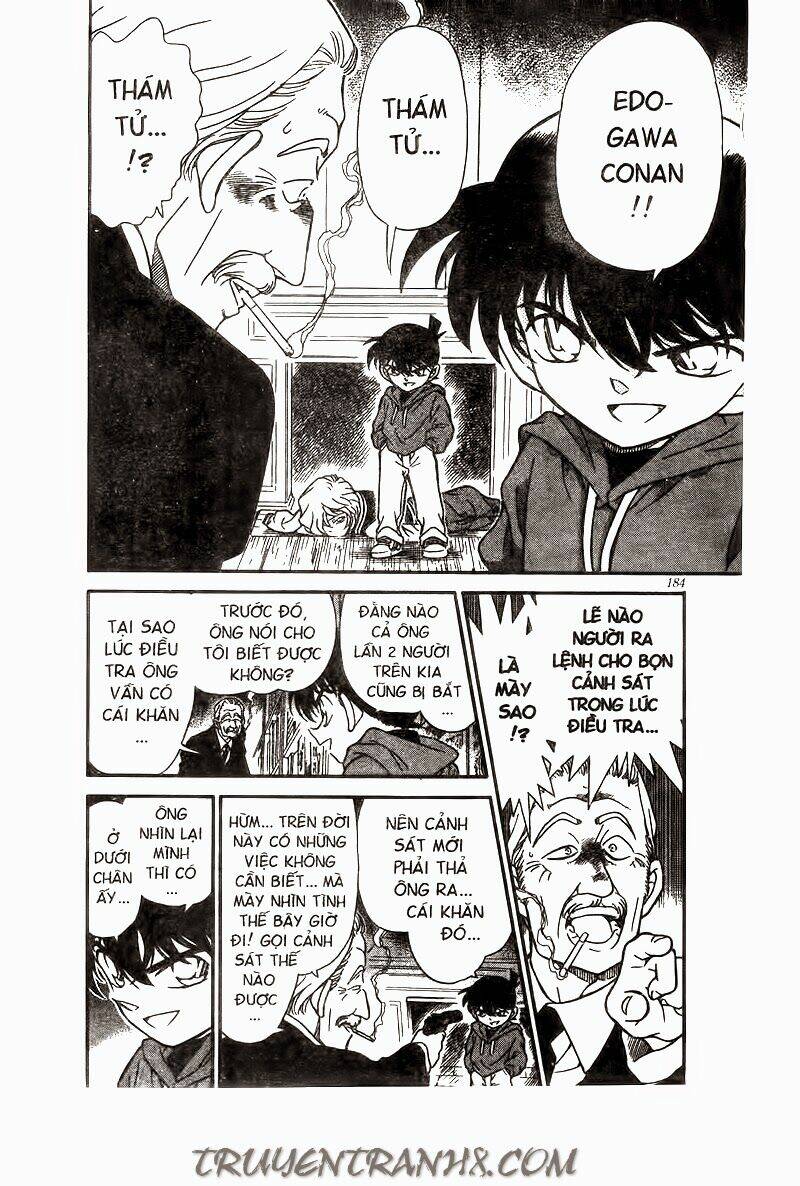 EDO-
GAWA
CONAN
!!
THÁM
TỬ...
THÁM
TỬ...
!?
184
LẼ NÀO
NGƯỜI RA
LỆNH CHO BỌN
CẢNH SÁT
TRONG LÚC
ĐIỀU TRA...
LÀ
MÀY
SAO !?
ĐẰNG NÀO
CẢ ÔNG
LẪN 2 NGƯỜI
TRÊN KIA
CŨNG BỊ BẮT
...
TRƯỚC ĐÓ,
ÔNG NÓI CHO
TÔI BIẾT ĐƯỢC
KHÔNG?
TẠI SAO
LÚC ĐIỀU
TRA ÔNG
VẪN CÓ
CÁI KHĂN
...
NÊN CẢNH
SÁT MỚI
PHẢI THẢ
ÔNG RA...
CÁI KHĂN
ĐÓ...
HỪM... TRÊN ĐỜI
NÀY CÓ NHỮNG
VIỆC KHÔNG
CẦN BIẾT... MÀ
MÀY NHÌN TÌNH
THẾ BÂY GIỜ
ĐI! GỌI CẢNH
SÁT THẾ
NÀO
ĐƯỢC
...
ÔNG
NHÌN LẠI
MÌNH
THÌ CÓ
...
Ở
DƯỚI
CHÂN
ẤY...
TRUYENTRANH8.COM